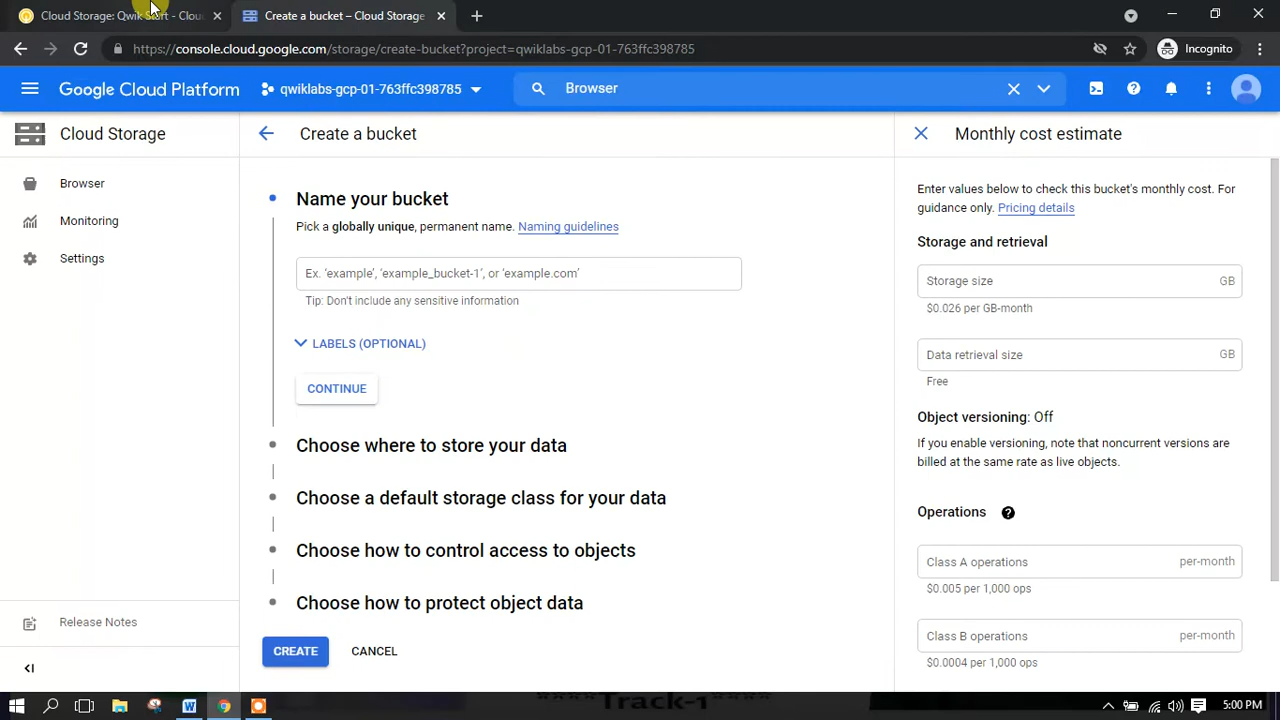 Cloud Storage: Qwik Start - Clou
Create a bucket – Cloud Storage
https://console.cloud.google.com/storage/create-bucket?project=qwiklabs-gcp-01-763ffc398785
Incognito
Google Cloud Platform
qwiklabs-gcp-01-763ffc398785
Browser
Cloud Storage
Create a bucket
Monthly cost estimate
Browser
Monitoring
Settings
Release Notes
Name your bucket
Pick a globally unique, permanent name. Naming guidelines
Ex. 'example', 'example_bucket-1', or 'example.com'
Tip: Don't include any sensitive information
LABELS (OPTIONAL)
CONTINUE
Choose where to store your data
Choose a default storage class for your data
Choose how to control access to objects
Choose how to protect object data
CREATE
CANCEL
Enter values below to check this bucket's monthly cost. For
guidance only. Pricing details
Storage and retrieval
Storage size GB
$0.026 per GB-month
Data retrieval size GB
Free
Object versioning: Off
If you enable versioning, note that noncurrent versions are
billed at the same rate as live objects.
Operations
Class A operations per-month
$0.005 per 1,000 ops
Class B operations per-month
$0.0004 per 1,000 ops
****Track-1****
5:00 PM